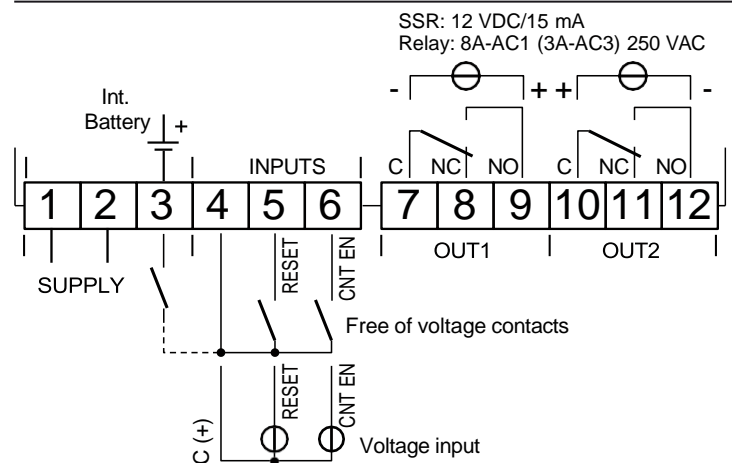 SSR: 12 VDC/15 mA
Relay: 8A-AC1 (3A-AC3) 250 VAC
- + + -
Int.
Battery +
INPUTS C NC NO C NC NO
1 2 3 4 5 6 7 8 9 10 11 12
SUPPLY RESET CNT EN OUT1 OUT2
Free of voltage contacts
C (+) RESET CNT EN
Voltage input